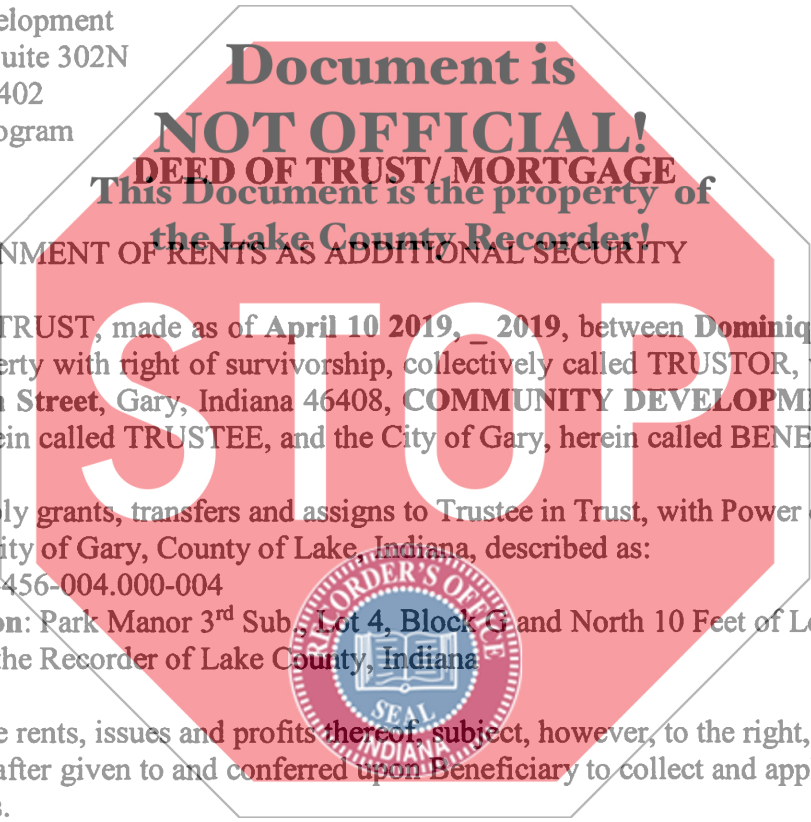 elopment
uite 302N
402
ogram
Document is
NOT OFFICIAL!
DEED OF TRUST/ MORTGAGE
This Document is the property of
the Lake County Recorder!
NMENT OF RENTS AS ADDITIONAL SECURITY
STOP
TRUST, made as of April 10 2019, _ 2019, between Dominiq
erty with right of survivorship, collectively called TRUSTOR,
Street, Gary, Indiana 46408, COMMUNITY DEVELOPM
ein called TRUSTEE, and the City of Gary, herein called BENE
ly grants, transfers and assigns to Trustee in Trust, with Power
ity of Gary, County of Lake, Indiana, described as:
456-004.000-004
on: Park Manor 3rd Sub., Lot 4, Block G and North 10 Feet of Lo
the Recorder of Lake County, Indiana
RECORDER'S OFFICE
SEAL
INDIANA
e rents, issues and profits thereof, subject, however, to the right,
after given to and conferred upon Beneficiary to collect and app
s.